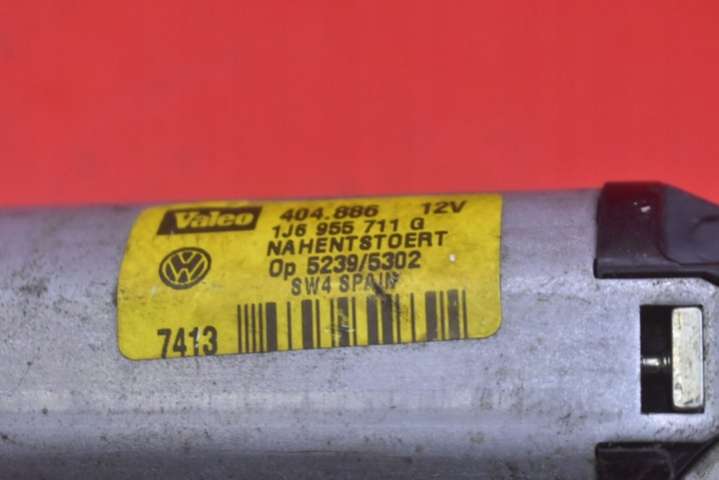 Valeo 404.886 12V
1J6 955 711 G
NAHENTSTOERT
Op 5239/5302
SW4 SPAIN
7413